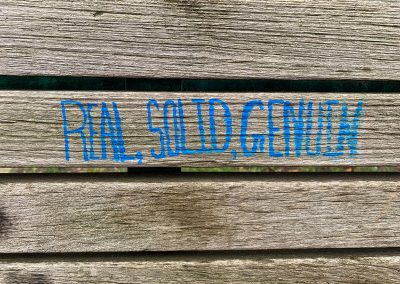 REAL, SOLID, GENUIN